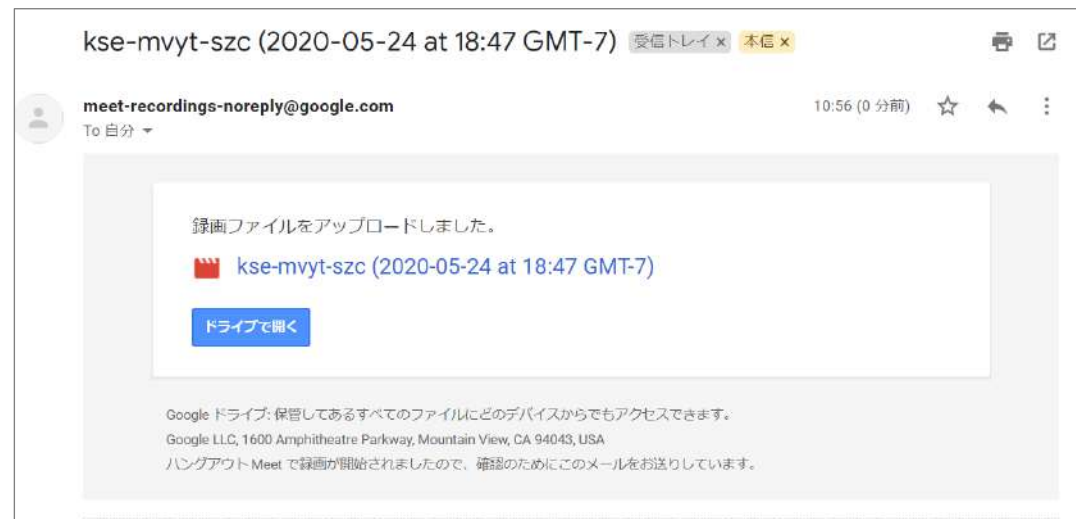 kse-mvyt-szc (2020-05-24 at 18:47 GMT-7) 受信トレイ x 本信 x
meet-recordings-noreply@google.com 10:56 (0 分前)
To 自分
録画ファイルをアップロードしました。
kse-mvyt-szc (2020-05-24 at 18:47 GMT-7)
ドライブで開く
Google ドライブ: 保管してあるすべてのファイルにどのデバイスからでもアクセスできます。
Google LLC, 1600 Amphitheatre Parkway, Mountain View, CA 94043, USA
ハングアウト Meet で録画が開始されましたので、確認のためにこのメールをお送りしています。